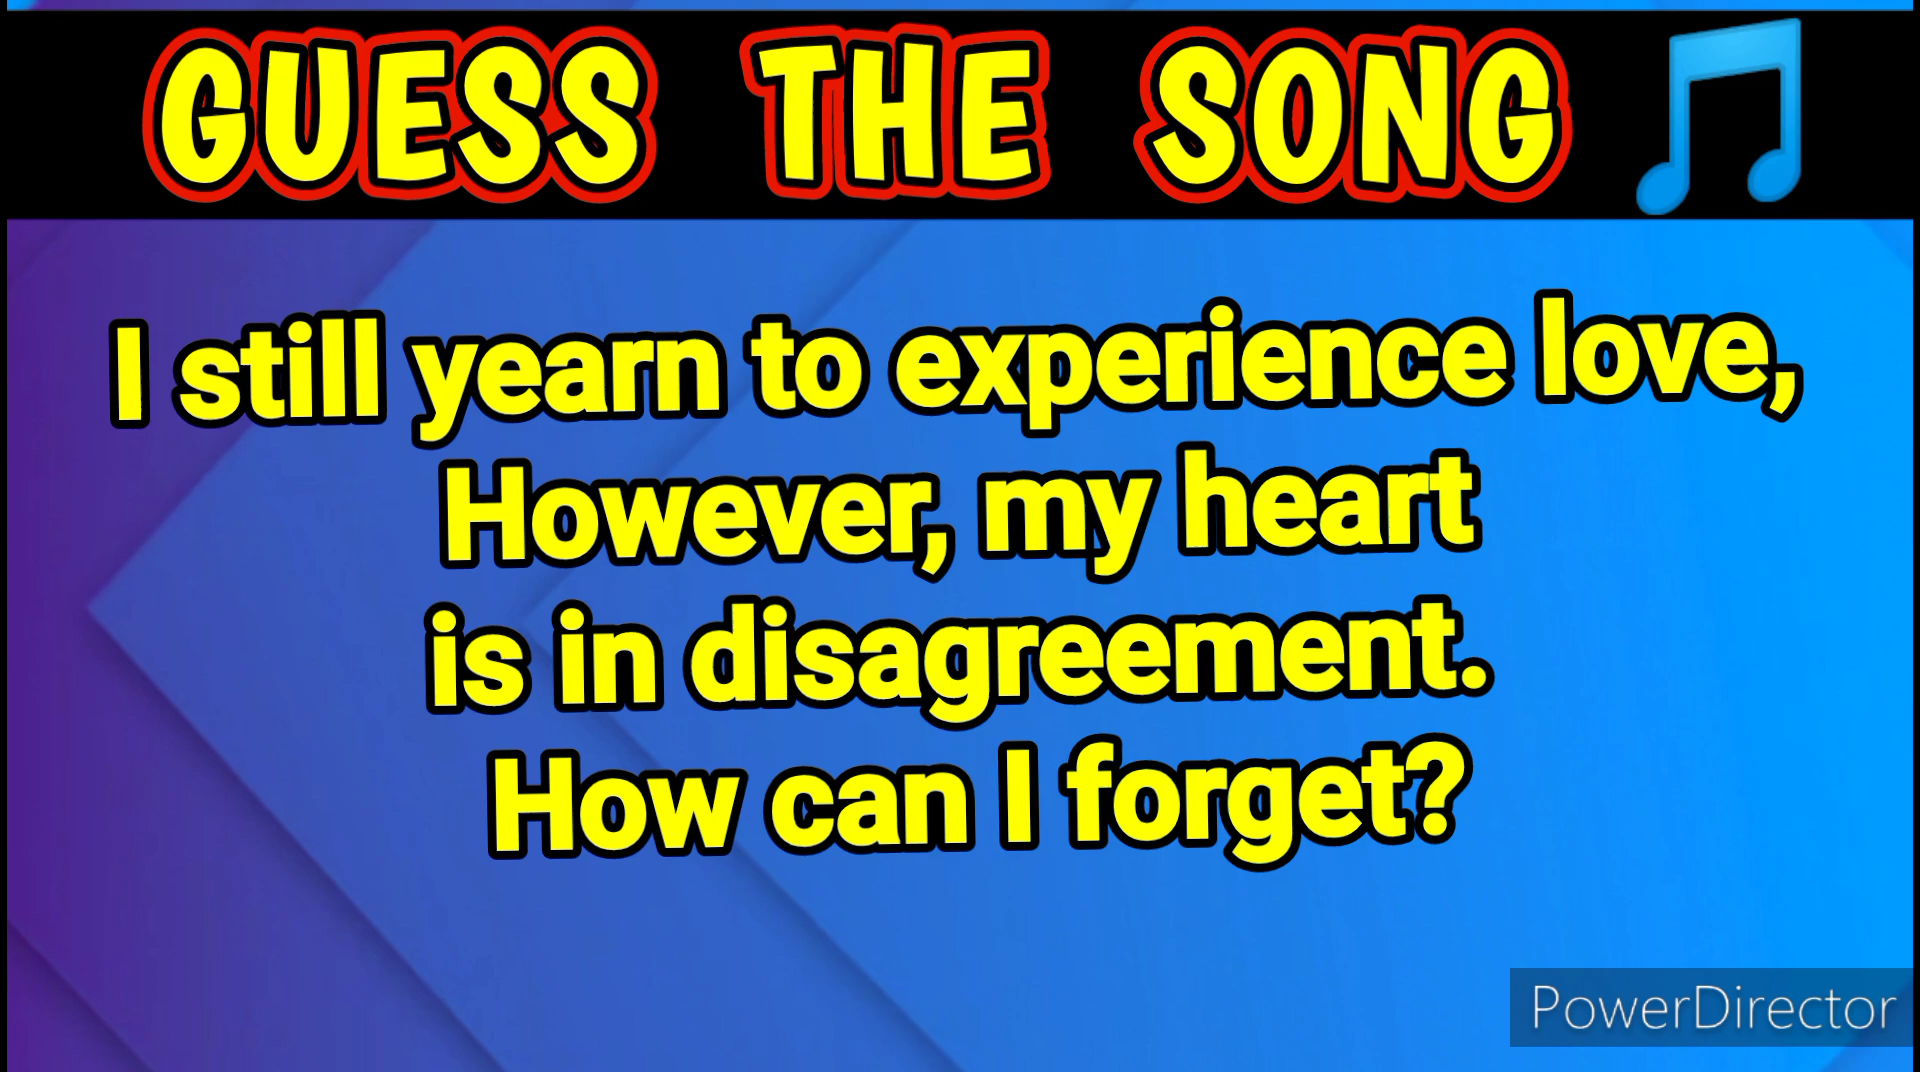 GUESS THE SONG
I still yearn to experience love,
However, my heart
is in disagreement.
How can I forget?
PowerDirector